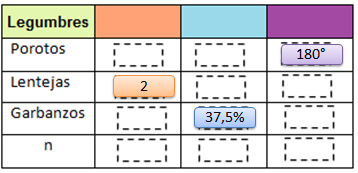 Legumbres
Porotos 180°
Lentejas 2
Garbanzos 37,5%
n